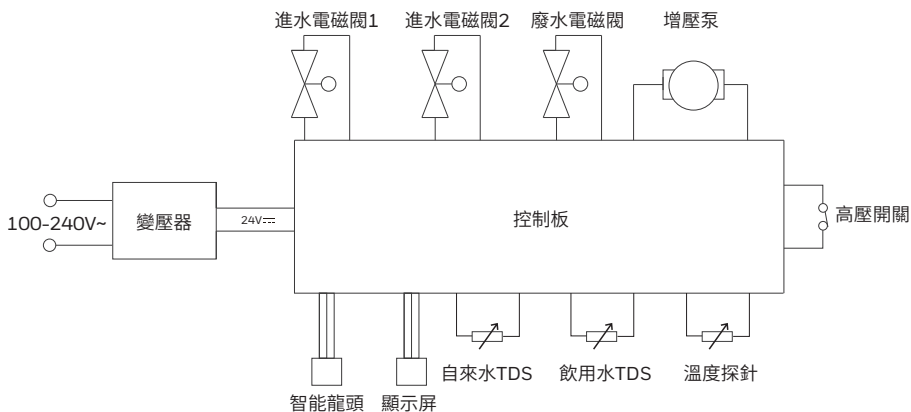 進水電磁閥1
進水電磁閥2
廢水電磁閥
增壓泵
100-240V~
變壓器
24V⎓
控制板
高壓開關
自來水TDS
飲用水TDS
溫度探針
智能龍頭
顯示屏